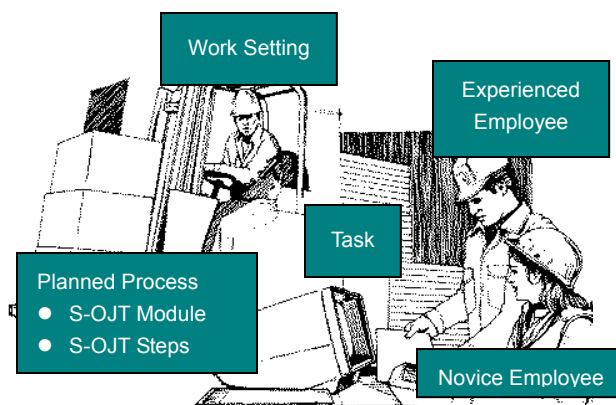 Work Setting
Experienced
Employee
Task
Planned Process
● S-OJT Module
● S-OJT Steps
Novice Employee